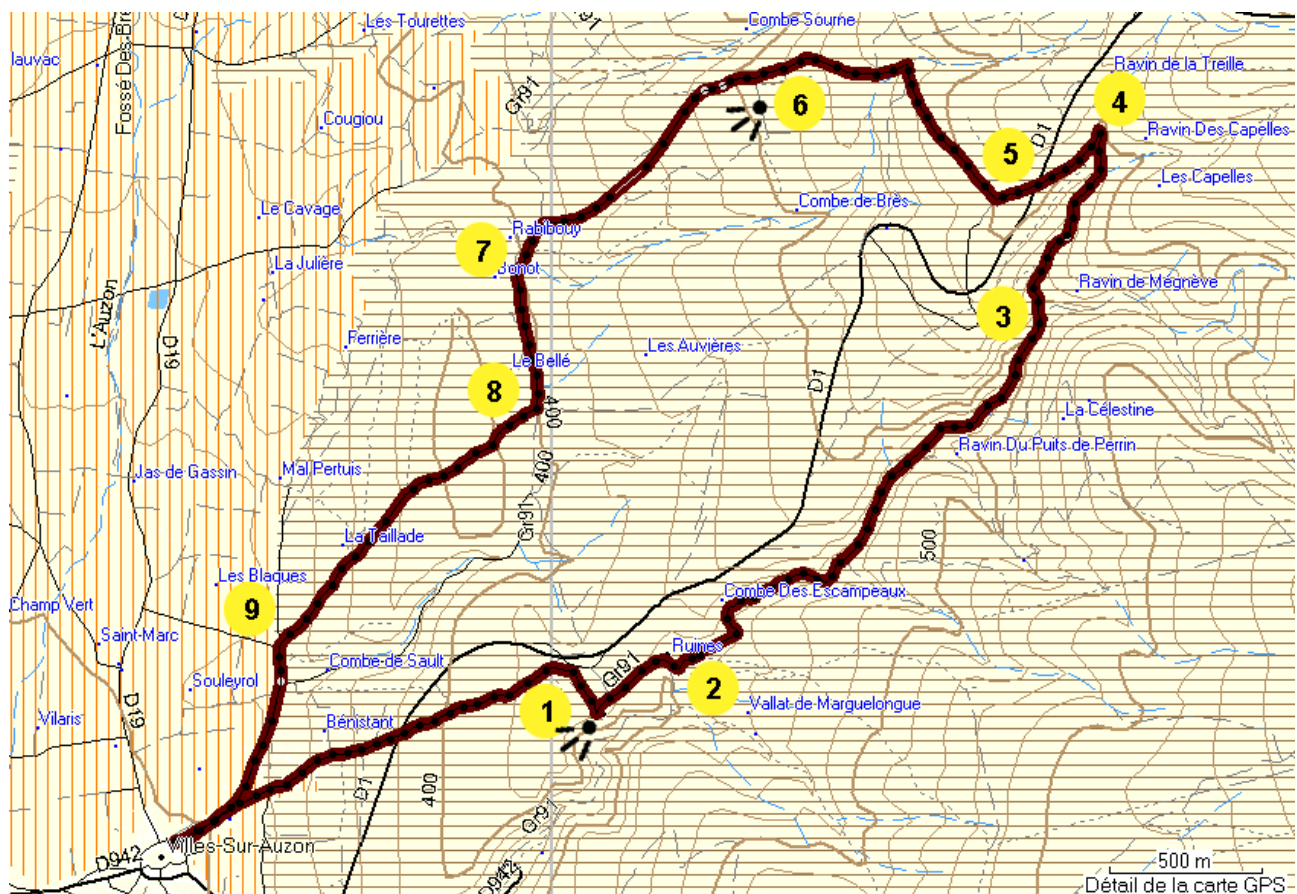 Les Tourettes
Combe Sourne
lauvac
Fossé Des Bre
Gr91
Gr91
Ravin de la Treille
4
6
Cougiou
D1
Ravin Des Capelles
5
Les Capelles
Le Cavage
Combe de Brès
Rabibouy
7
La Julière
Bonot
L'Auzon
Ravin de Mégnève
3
D19
Ferrière
Les Auvières
Le Bellé
8
D1
400
La Célestine
Ravin Du Puits de Perrin
400
Jas de Gassin
Mal Pertuis
Gr91
La Taillade
500
Les Blaques
9
Combe Des Escampeaux
Champ Vert
Saint-Marc
Ruines
Combe de Sault
Gr91
2
Souleyrol
1
Vallat de Marguelongue
D19
Vilaris
Bénistant
D1
400
Gr91
Villes-Sur-Auzon
D942
D942
500 m
Détail de la carte GPS